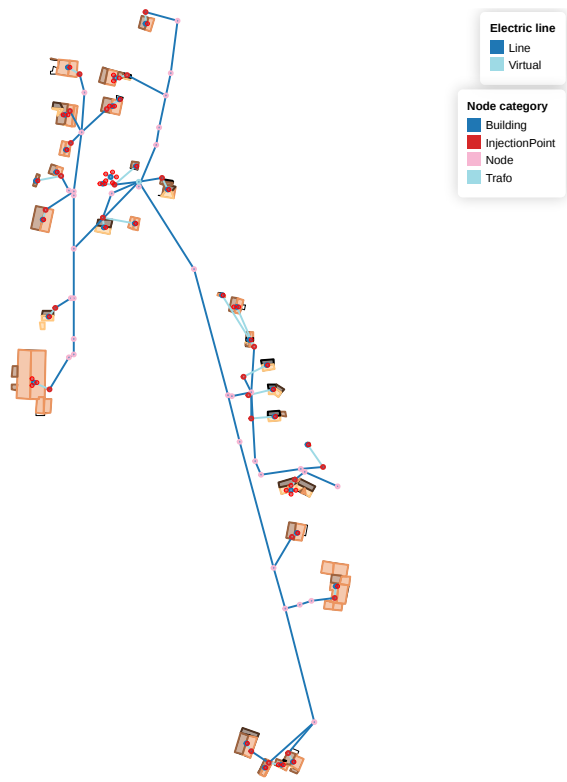 Electric line
Line
Virtual
Node category
Building
InjectionPoint
Node
Trafo